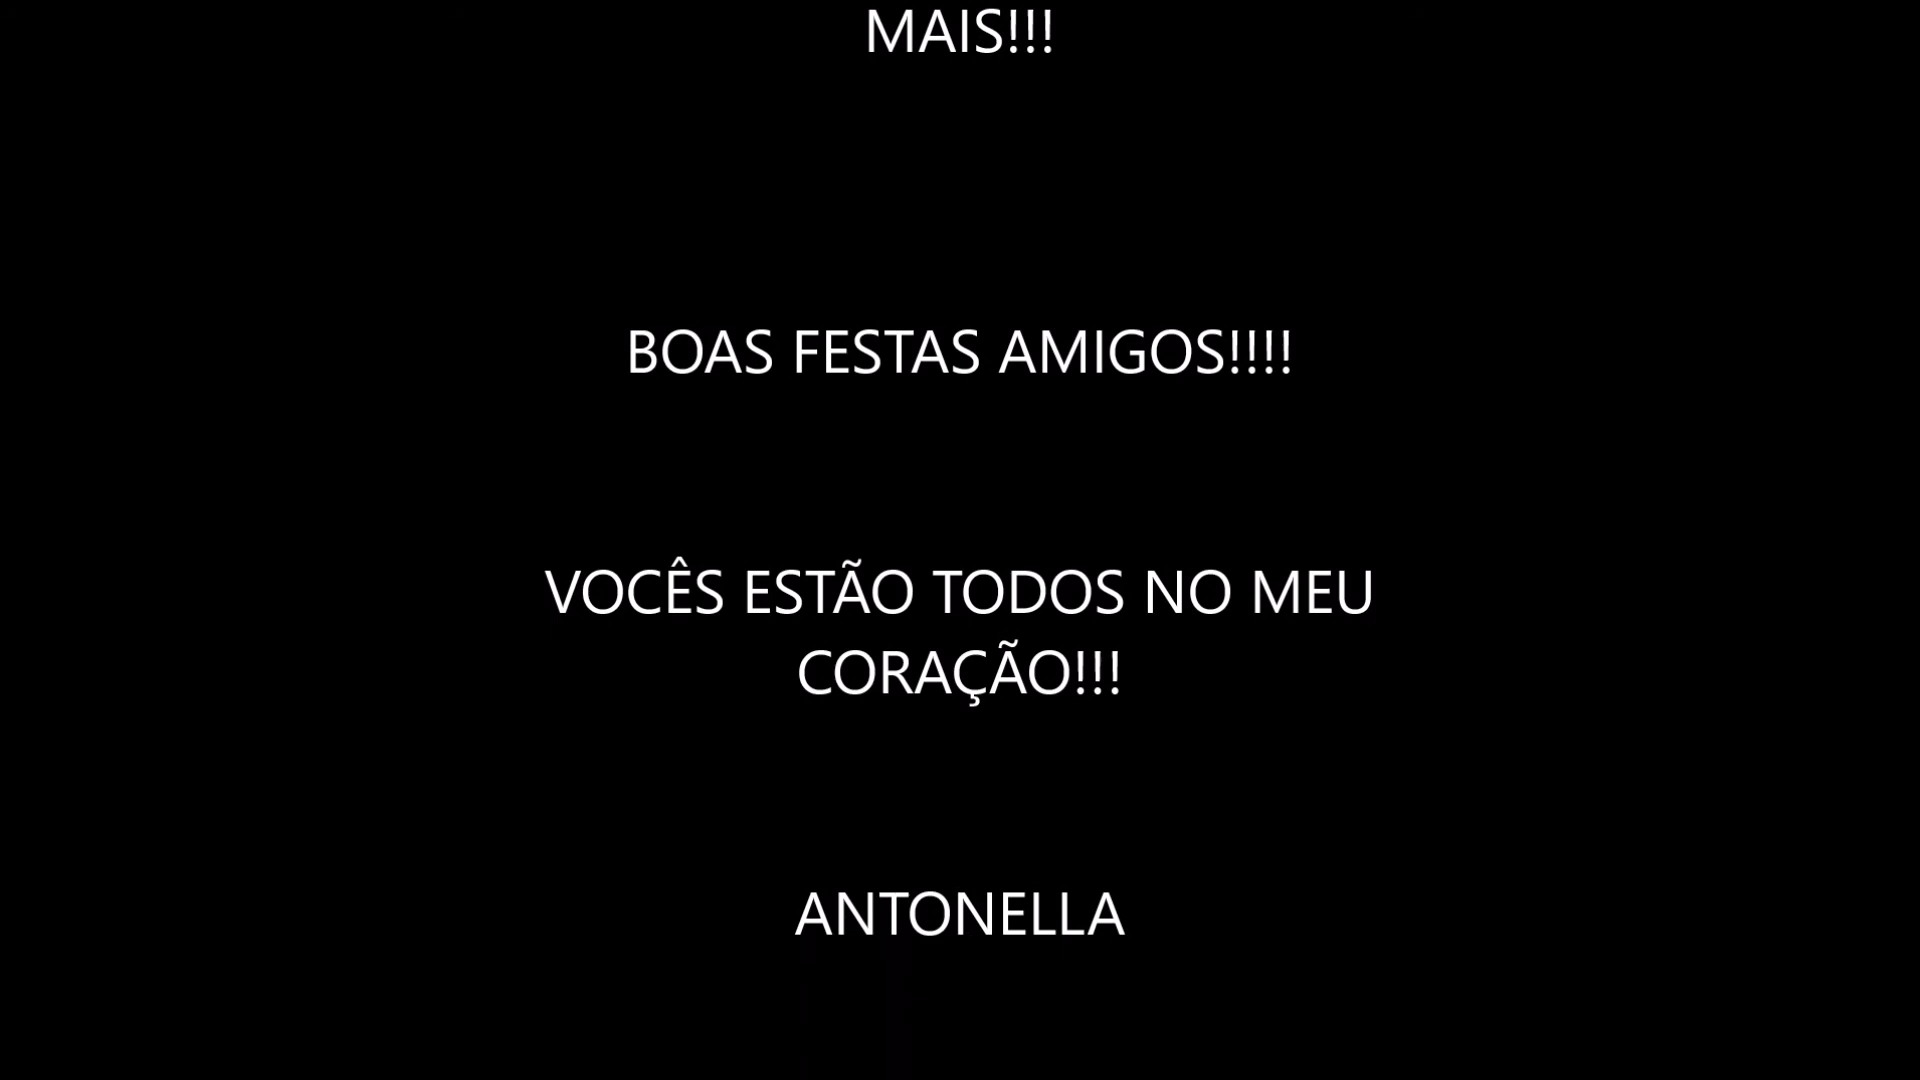 MAIS!!!
BOAS FESTAS AMIGOS!!!!
VOCÊS ESTÃO TODOS NO MEU
CORAÇÃO!!!
ANTONELLA